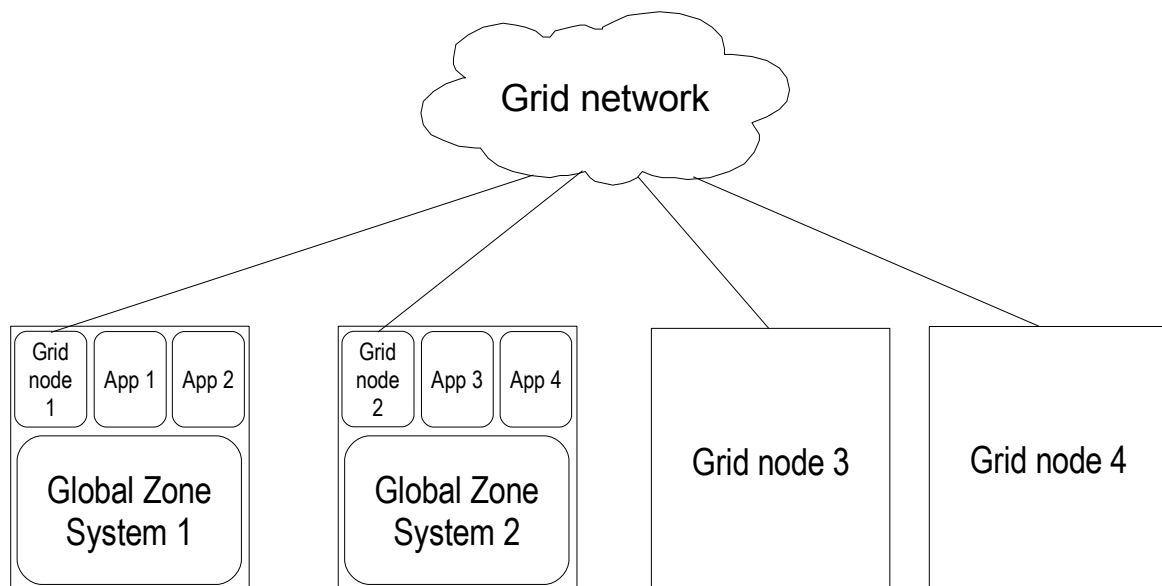 Grid network
Grid
node
1
App 1
App 2
Global Zone
System 1
Grid
node
2
App 3
App 4
Global Zone
System 2
Grid node 3
Grid node 4